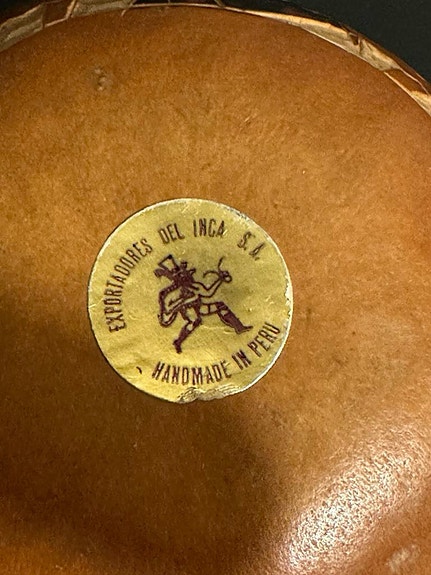 EXPORTADORES DEL INCA S.A.
HANDMADE IN PERU